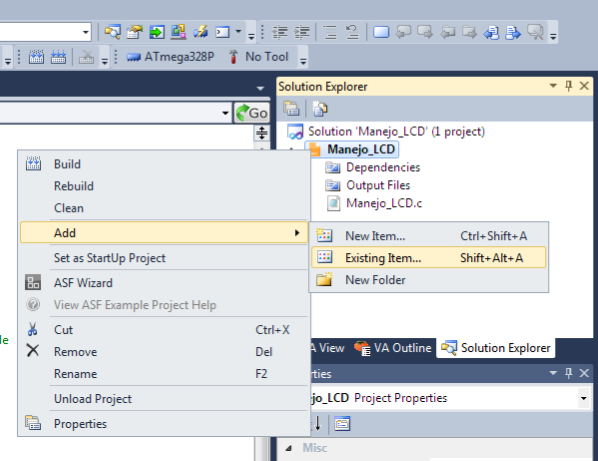 ATmega328P No Tool
Solution Explorer
Go
Solution 'Manejo_LCD' (1 project)
Manejo_LCD
Dependencies
Output Files
Manejo_LCD.c
Build
Rebuild
Clean
Add
Set as StartUp Project
ASF Wizard
View ASF Example Project Help
Cut Ctrl+X
Remove Del
Rename F2
Unload Project
Properties
New Item... Ctrl+Shift+A
Existing Item... Shift+Alt+A
New Folder
A View VA Outline Solution Explorer
rties
jo_LCD Project Properties
Misc